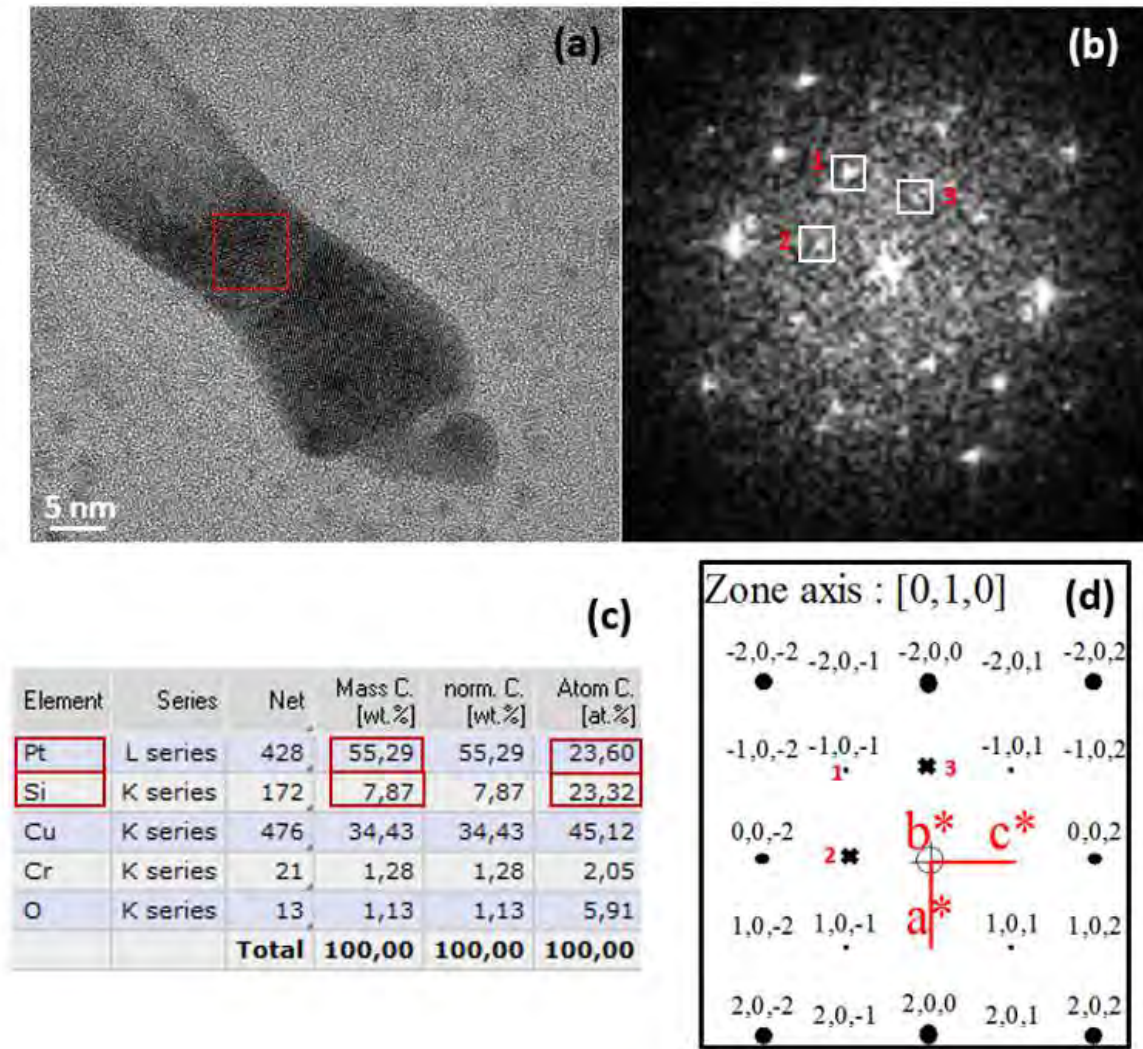 (a)
5 nm
(b)
1
3
2
(c)
Element Series Net Mass C. [wt.%] norm. C. [wt.%] Atom C. [at.%]
Pt L series 428 55,29 55,29 23,60
Si K series 172 7,87 7,87 23,32
Cu K series 476 34,43 34,43 45,12
Cr K series 21 1,28 1,28 2,05
O K series 13 1,13 1,13 5,91
Total 100,00 100,00 100,00
Zone axis : [0,1,0] (d)
-2,0,-2 -2,0,-1 -2,0,0 -2,0,1 -2,0,2
-1,0,-2 -1,0,-1 -1,0,1 -1,0,2
1 3
0,0,-2 2 b* c* 0,0,2
a*
1,0,-2 1,0,-1 1,0,1 1,0,2
2,0,-2 2,0,-1 2,0,0 2,0,1 2,0,2